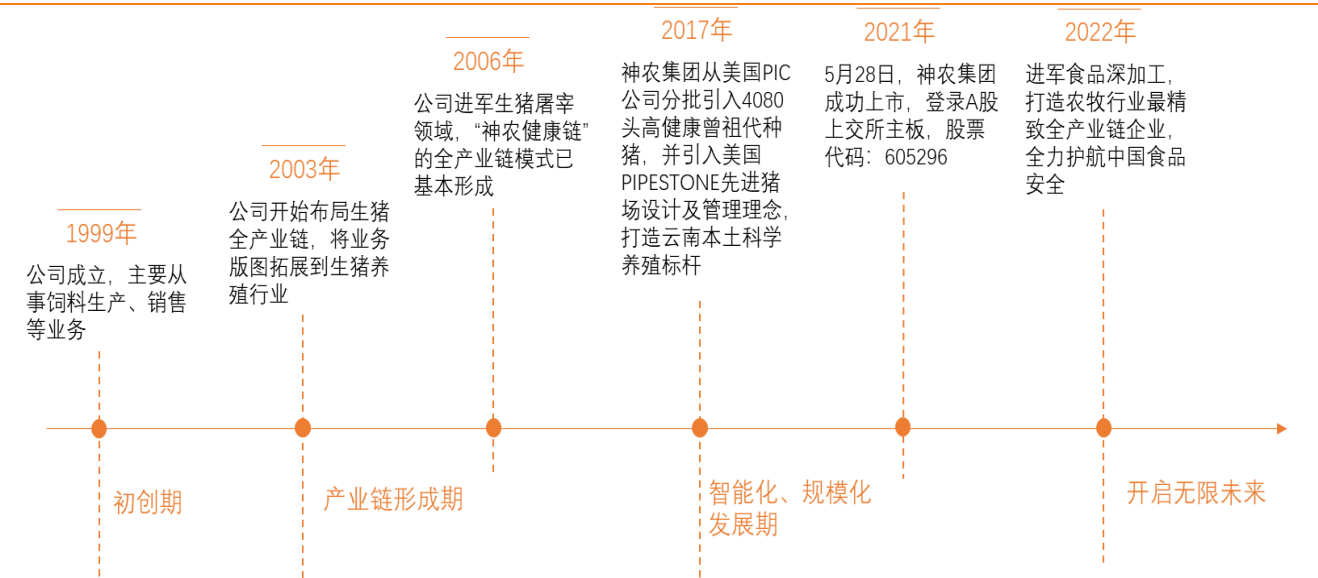 1999年
公司成立，主要从
事饲料生产、销售
等业务
2003年
公司开始布局生猪
全产业链，将业务
版图拓展到生猪养
殖行业
2006年
公司进军生猪屠宰
领域，“神农健康链”
的全产业链模式已
基本形成
2017年
神农集团从美国PIC
公司分批引入4080
头高健康曾祖代种
猪，并引入美国
PIPESTONE先进猪
场设计及管理理念，
打造云南本土科学
养殖标杆
2021年
5月28日，神农集团
成功上市，登录A股
上交所主板，股票
代码：605296
2022年
进军食品深加工，
打造农牧行业最精
致全产业链企业，
全力护航中国食品
安全
初创期
产业链形成期
智能化、规模化
发展期
开启无限未来